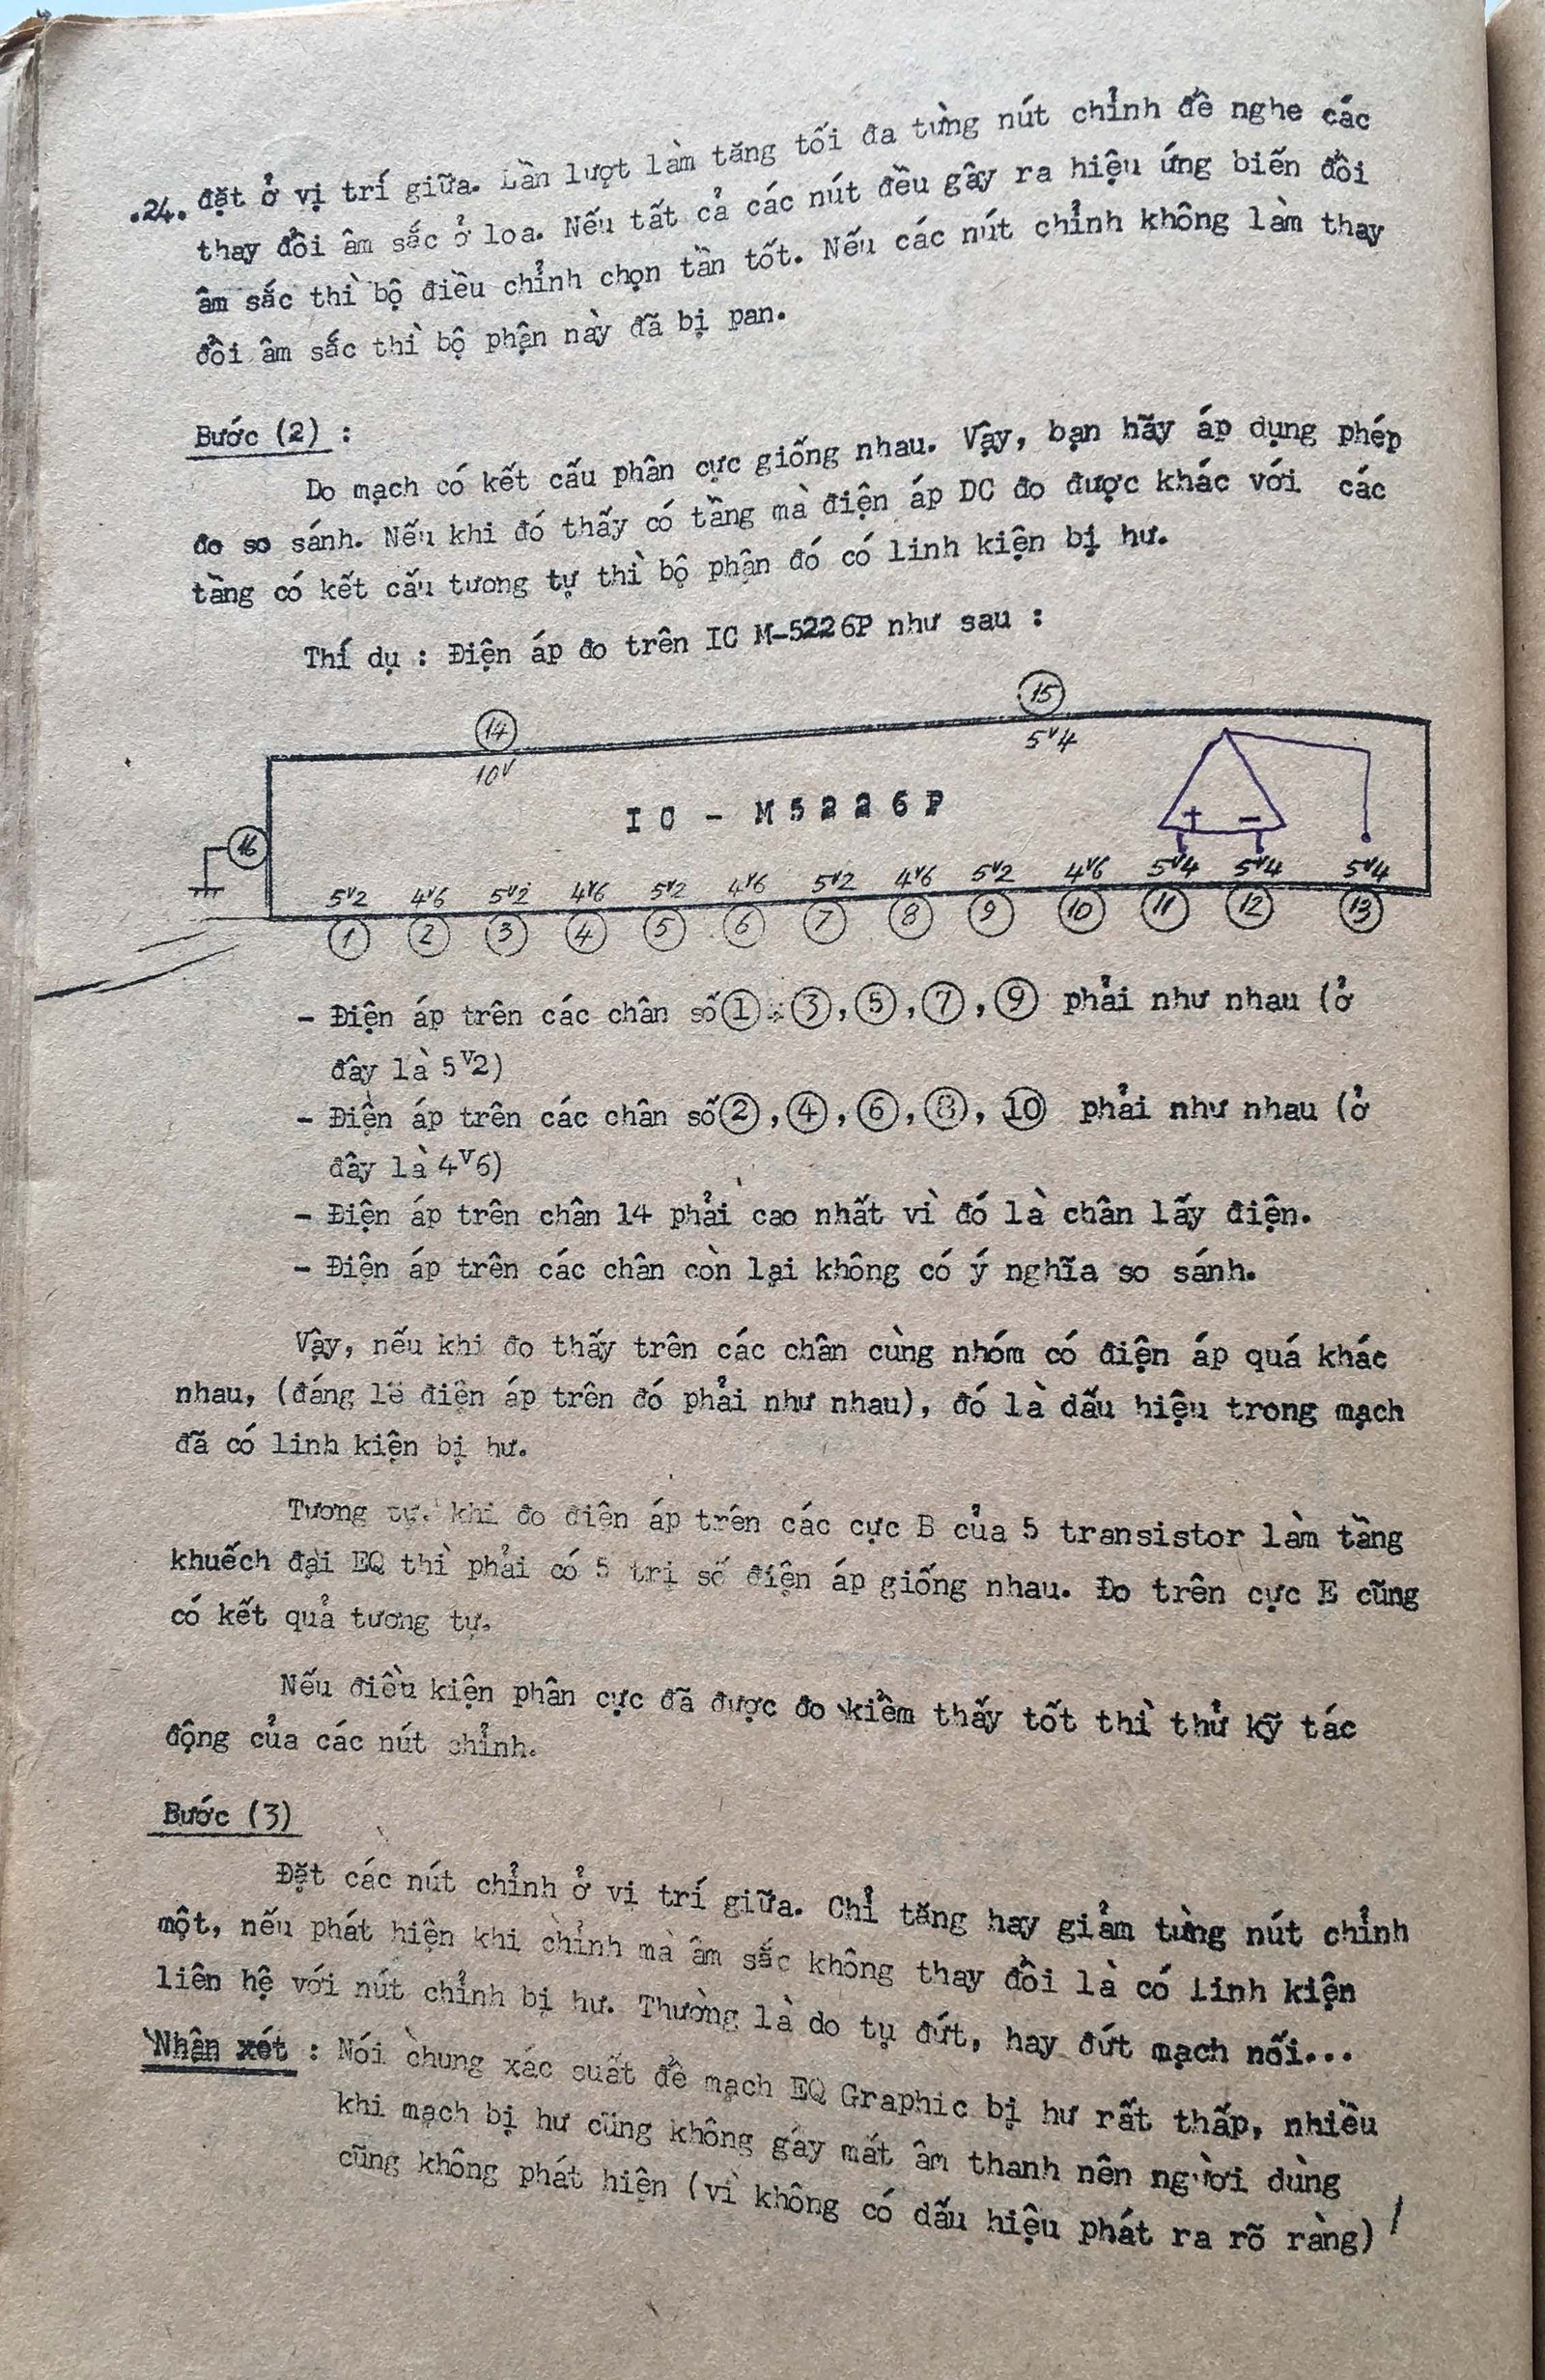 .24. đặt ở vị trí giữa. Lần lượt làm tăng tối đa từng nút chỉnh để nghe các
thay đổi âm sắc ở loa. Nếu tất cả các nút đều gây ra hiệu ứng biến đổi
âm sắc thì bộ điều chỉnh chọn tần tốt. Nếu các nút chỉnh không làm thay
đổi âm sắc thì bộ phận này đã bị pan.
Bước (2) :
Do mạch có kết cấu phân cực giống nhau. Vậy, bạn hãy áp dụng phép
đo so sánh. Nếu khi đó thấy có tầng mà điện áp DC đo được khác với các
tầng có kết cấu tương tự thì bộ phận đó có linh kiện bị hư.
Thí dụ : Điện áp đo trên IC M-5226P như sau :
14 15
10V 5V4
IC - M5226P
+ -
16
5V2 4V6 5V2 4V6 5V2 4V6 5V2 4V6 5V2 4V6 5V4 5V4 5V4
1 2 3 4 5 6 7 8 9 10 11 12 13
- Điện áp trên các chân số 1, 3, 5, 7, 9 phải như nhau (ở
đây là 5V2)
- Điện áp trên các chân số 2, 4, 6, 8, 10 phải như nhau (ở
đây là 4V6)
- Điện áp trên chân 14 phải cao nhất vì đó là chân lấy điện.
- Điện áp trên các chân còn lại không có ý nghĩa so sánh.
Vậy, nếu khi đo thấy trên các chân cùng nhóm có điện áp quá khác
nhau, (đáng lẽ điện áp trên đó phải như nhau), đó là dấu hiệu trong mạch
đã có linh kiện bị hư.
Tương tự. khi đo điện áp trên các cực B của 5 transistor làm tầng
khuếch đại EQ thì phải có 5 trị số điện áp giống nhau. Đo trên cực E cũng
có kết quả tương tự.
Nếu điều kiện phân cực đã được đo kiểm thấy tốt thì thử kỹ tác
động của các nút chỉnh.
Bước (3)
Đặt các nút chỉnh ở vi trí giữa. Chỉ tăng hay giảm từng nút chỉnh
một, nếu phát hiện khi chỉnh mà âm sắc không thay đổi là có linh kiện
liên hệ với nút chỉnh bị hư. Thường là do tụ đứt, hay đứt mạch nối...
Nhận xét : Nói chung xác suất để mạch EQ Graphic bị hư rất thấp, nhiều
khi mạch bị hư cũng không gây mất âm thanh nên người dùng
cũng không phát hiện (vì không có dấu hiệu phát ra rõ ràng) /